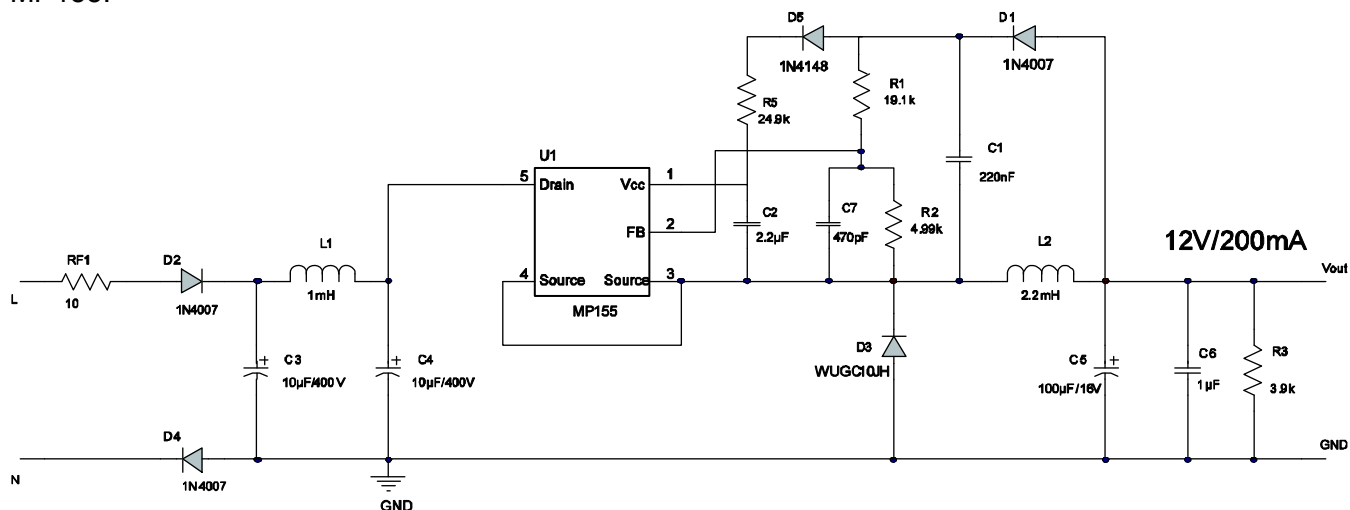 D5
1N4148
D1
1N4007
R1
19.1k
R5
24.9k
C1
220nF
U1
5
Drain
Vcc
1
FB
2
4
Source
Source
3
MP155
C2
2.2µF
C7
470pF
R2
4.99k
L2
2.2mH
12V/200mA
Vout
L
RF1
10
D2
1N4007
L1
1mH
C3
+
10µF/400V
C4
+
10µF/400V
D3
WUGC10JH
C5
+
100µF/16V
C6
1µF
R3
3.9k
N
D4
1N4007
GND
GND